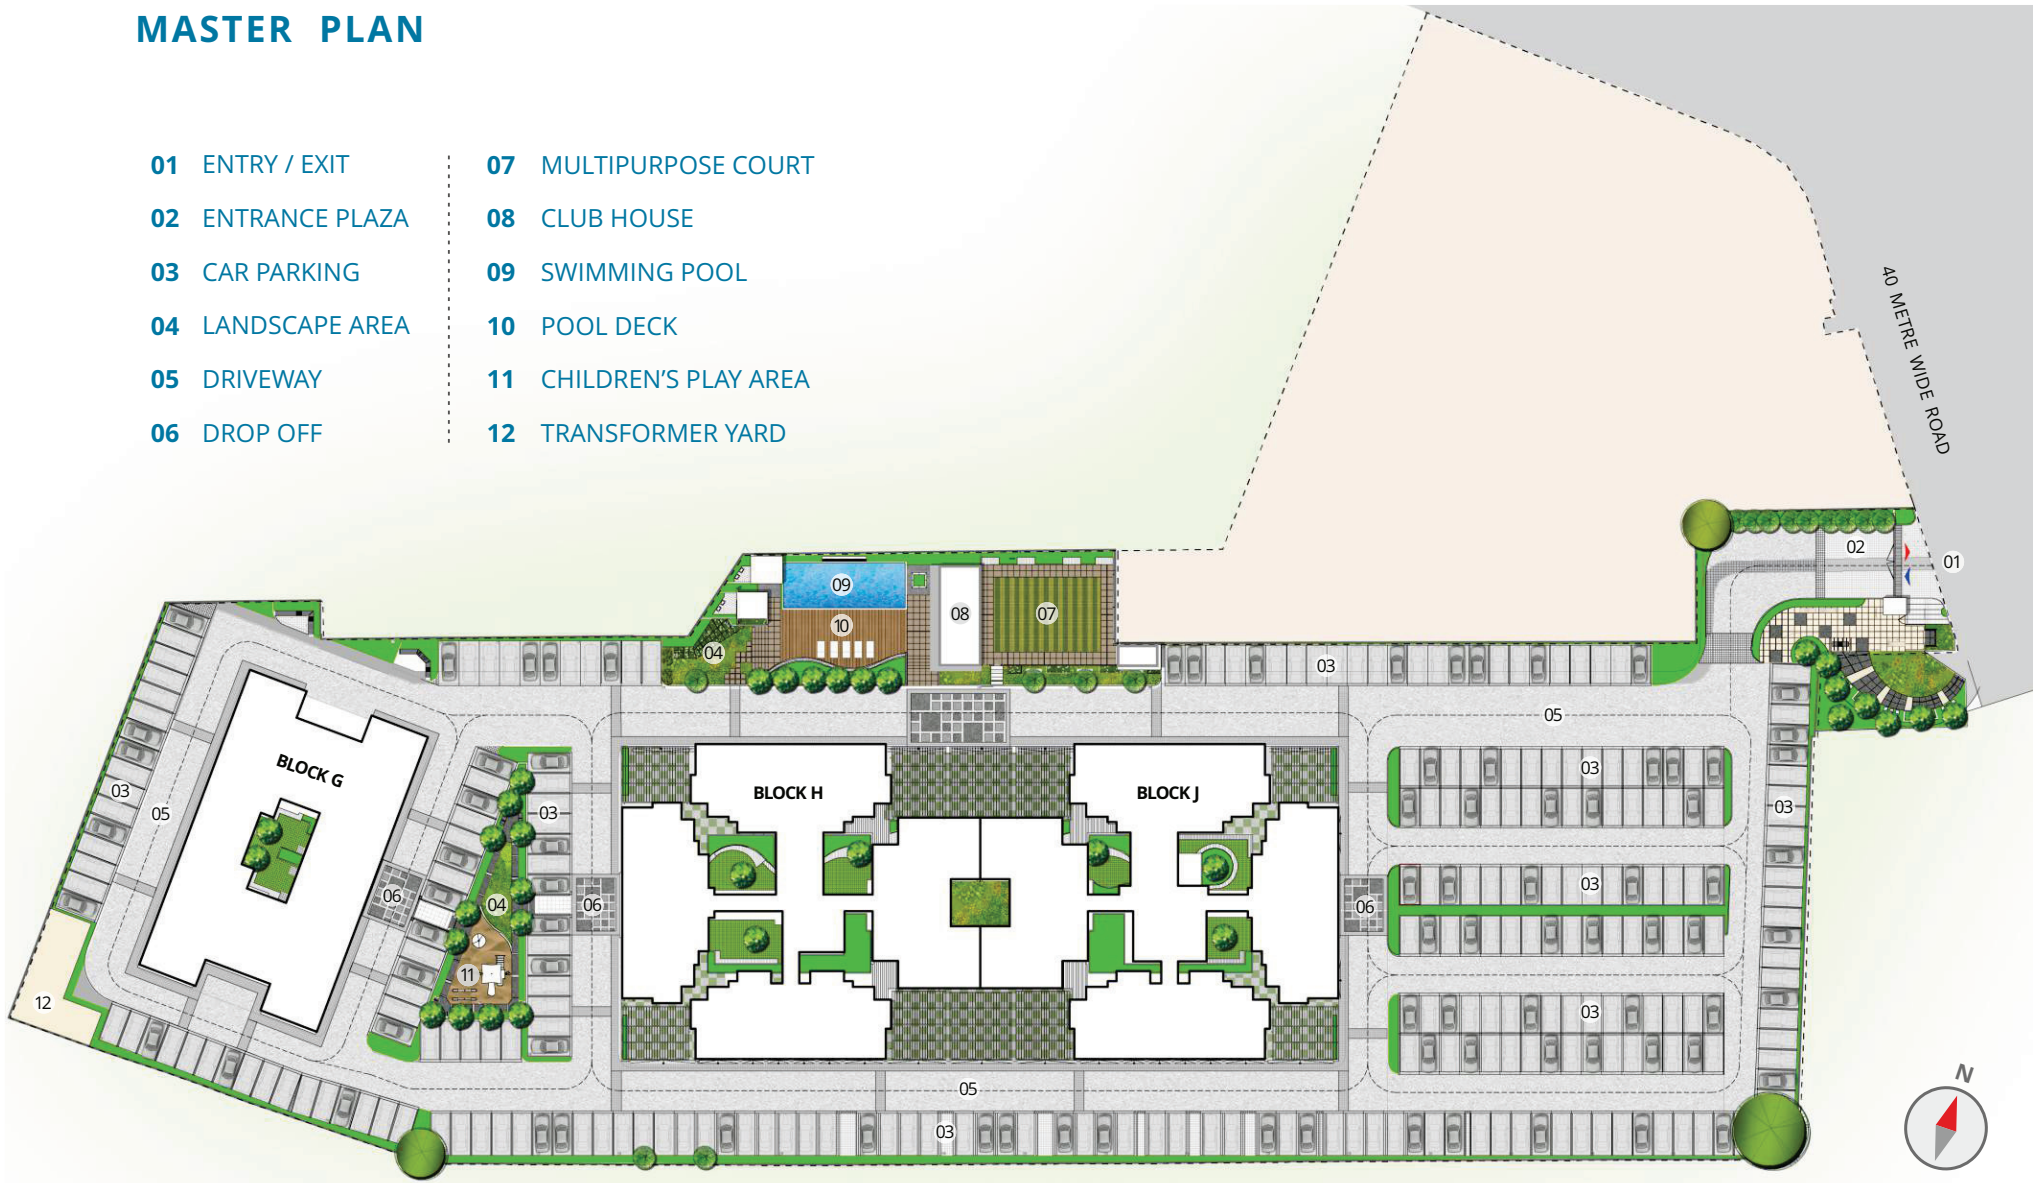 MASTER PLAN
01 ENTRY / EXIT
02 ENTRANCE PLAZA
03 CAR PARKING
04 LANDSCAPE AREA
05 DRIVEWAY
06 DROP OFF
07 MULTIPURPOSE COURT
08 CLUB HOUSE
09 SWIMMING POOL
10 POOL DECK
11 CHILDREN'S PLAY AREA
12 TRANSFORMER YARD
40 METRE WIDE ROAD
02
01
09
10
08
07
04
03
05
03
03
05
BLOCK G
03
BLOCK H
BLOCK J
03
06
04
06
06
03
11
12
03
05
03
N